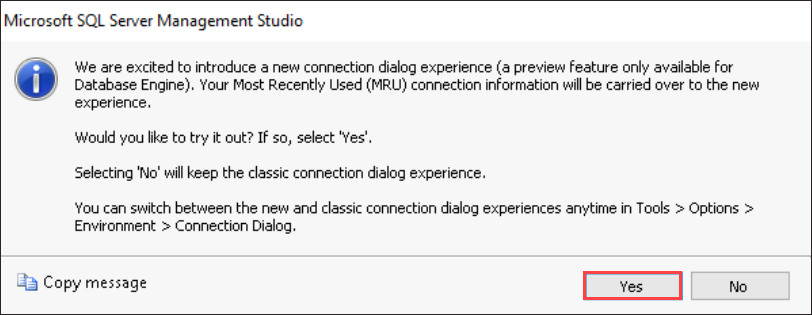 Microsoft SQL Server Management Studio
We are excited to introduce a new connection dialog experience (a preview feature only available for
Database Engine). Your Most Recently Used (MRU) connection information will be carried over to the new
experience.
Would you like to try it out? If so, select 'Yes'.
Selecting 'No' will keep the classic connection dialog experience.
You can switch between the new and classic connection dialog experiences anytime in Tools > Options >
Environment > Connection Dialog.
Copy message
Yes
No